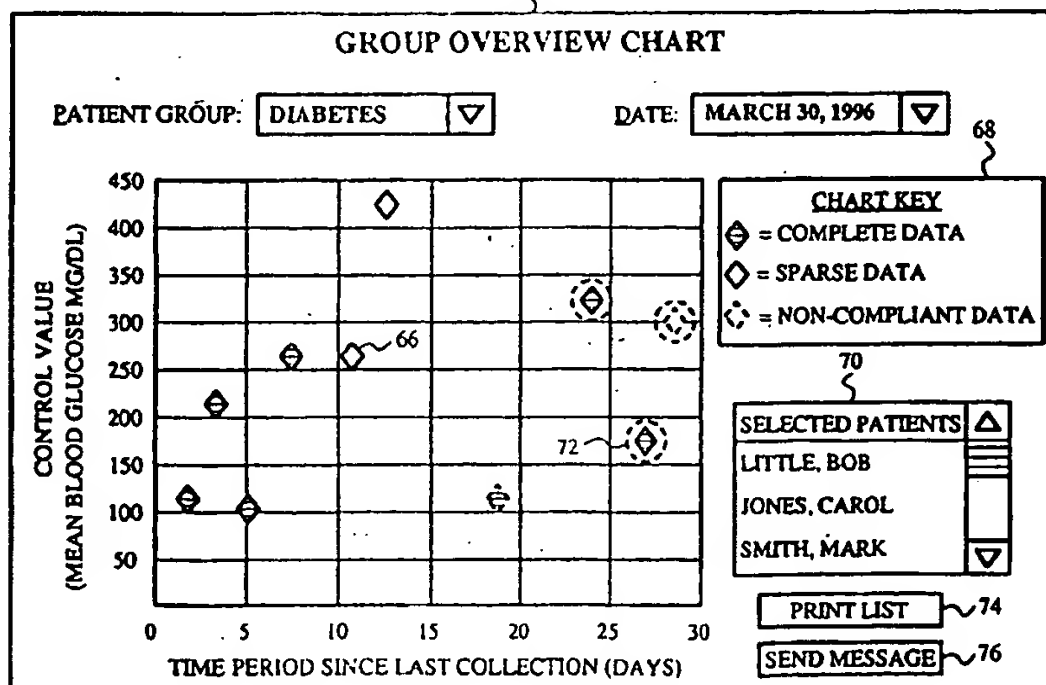 GROUP OVERVIEW CHART
PATIENT GROUP: DIABETES
DATE: MARCH 30, 1996
68
CHART KEY
= COMPLETE DATA
= SPARSE DATA
= NON-COMPLIANT DATA
CONTROL VALUE
(MEAN BLOOD GLUCOSE MG/DL)
450
400
350
300
250
200
150
100
50
66
72
0 5 10 15 20 25 30
TIME PERIOD SINCE LAST COLLECTION (DAYS)
70
SELECTED PATIENTS
LITTLE, BOB
JONES, CAROL
SMITH, MARK
PRINT LIST 74
SEND MESSAGE 76